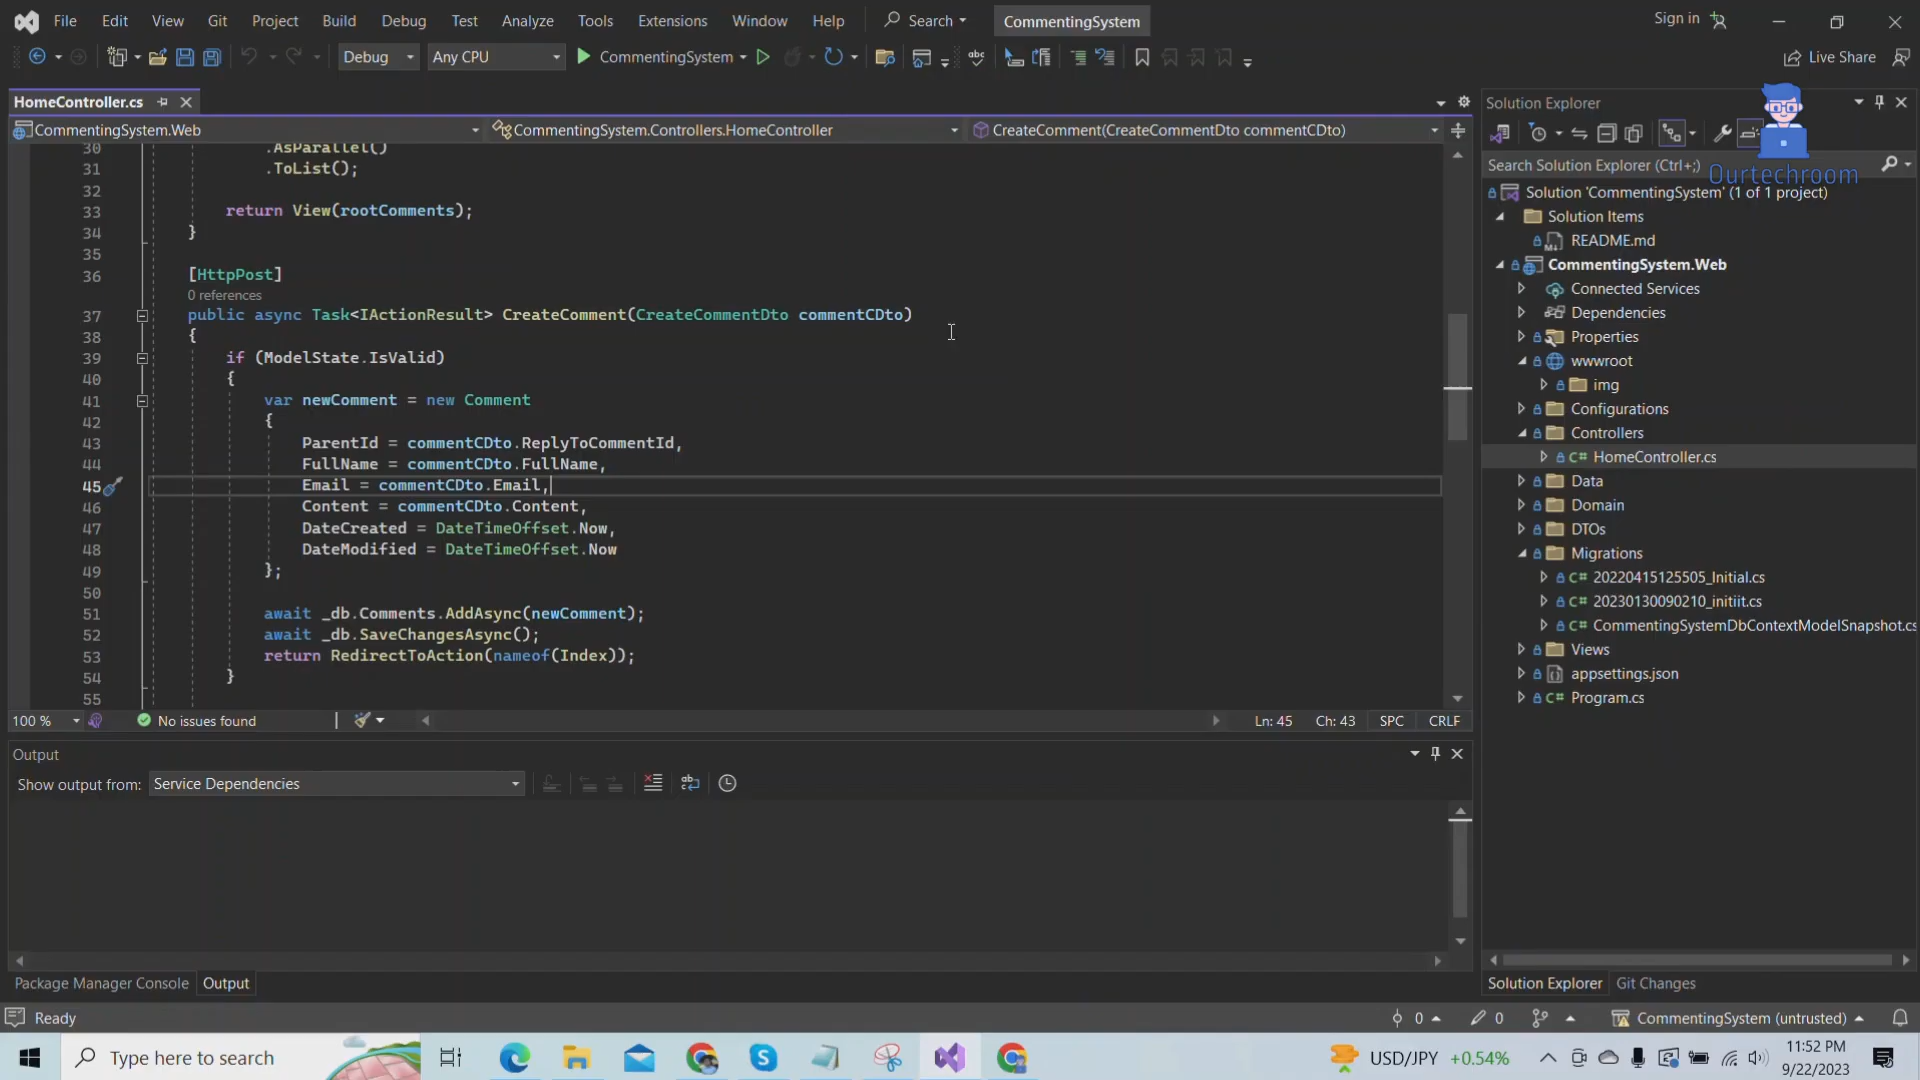 File Edit View Git Project Build Debug Test Analyze Tools Extensions Window Help Search CommentingSystem Sign in
Debug Any CPU CommentingSystem Live Share
HomeController.cs
CommentingSystem.Web CommentingSystem.Controllers.HomeController CreateComment(CreateCommentDto commentCDto)
30 .AsParallel()
31 .ToList();
32
33 return View(rootComments);
34 }
35
36 [HttpPost]
0 references
37 public async Task<IActionResult> CreateComment(CreateCommentDto commentCDto)
38 {
39 if (ModelState.IsValid)
40 {
41 var newComment = new Comment
42 {
43 ParentId = commentCDto.ReplyToCommentId,
44 FullName = commentCDto.FullName,
45 Email = commentCDto.Email,
46 Content = commentCDto.Content,
47 DateCreated = DateTimeOffset.Now,
48 DateModified = DateTimeOffset.Now
49 };
50
51 await _db.Comments.AddAsync(newComment);
52 await _db.SaveChangesAsync();
53 return RedirectToAction(nameof(Index));
54 }
55
100 % No issues found Ln: 45 Ch: 43 SPC CRLF
Output
Show output from: Service Dependencies
Package Manager Console Output
Solution Explorer
Search Solution Explorer (Ctrl+;)
Ourtechroom
Solution 'CommentingSystem' (1 of 1 project)
Solution Items
README.md
CommentingSystem.Web
Connected Services
Dependencies
Properties
wwwroot
img
Configurations
Controllers
C# HomeController.cs
Data
Domain
DTOs
Migrations
C# 20220415125505_Initial.cs
C# 20230130090210_initiit.cs
C# CommentingSystemDbContextModelSnapshot.cs
Views
appsettings.json
C# Program.cs
Solution Explorer Git Changes
Ready 0 0 CommentingSystem (untrusted)
Type here to search USD/JPY +0.54% 11:52 PM
9/22/2023